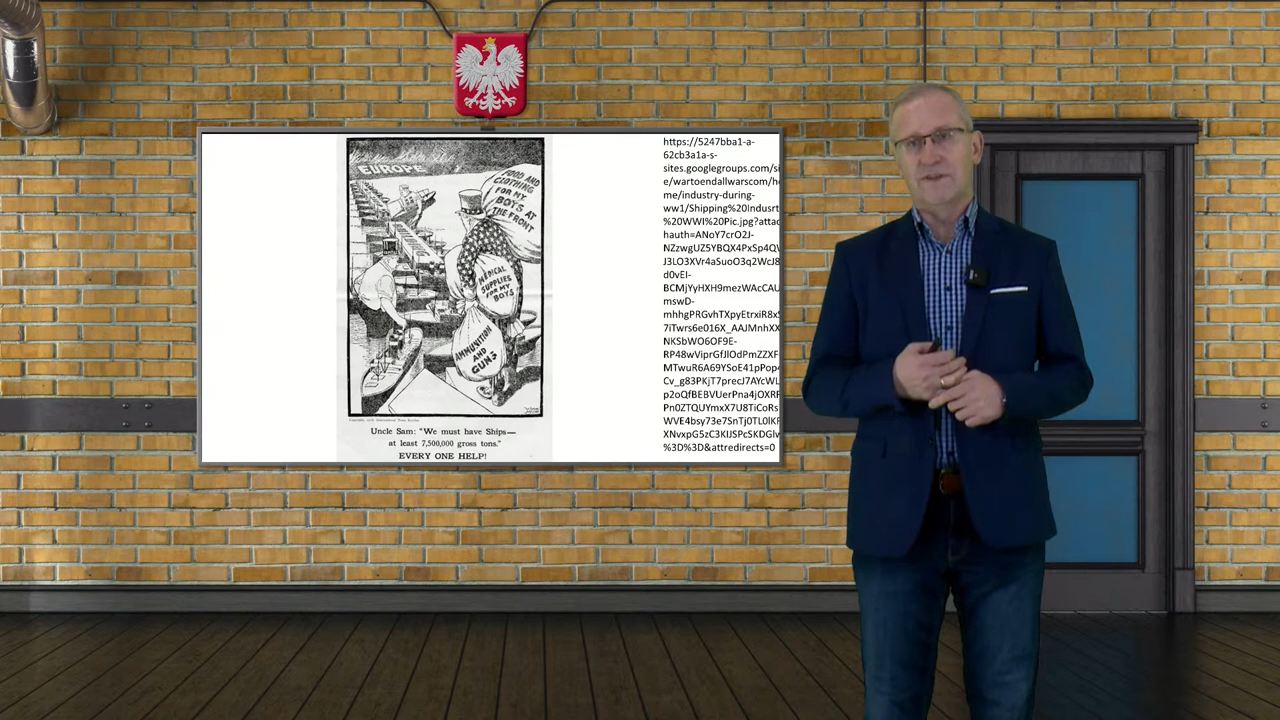 EUROPE
FOOD AND
CLOTHING
FOR MY
BOYS AT
THE FRONT
MEDICAL
SUPPLIES
FOR MY
BOYS
AMMUNITION
AND
GUNS
Uncle Sam: "We must have Ships—
at least 7,500,000 gross tons."
EVERY ONE HELP!
https://5247bba1-a-
62cb3a1a-s-
sites.googlegroups.com/si
e/wartoendallwarscom/h
me/industry-during-
ww1/Shipping%20Indusrt
%20WWI%20Pic.jpg?attac
hauth=ANoY7crO2J-
NZzwgUZ5YBQX4PxSp4Q
J3LO3XVr4aSuoO3q2WcJ8
d0vEI-
BCMjYyHXH9mezWAcCAU
mswD-
mhhgPRGvhTXpyEtrxiR8x
7iTwrs6e016X_AAJMnhXX
NKSbWO6OF9E-
RP48wViprGfJlOdPmZZXF
MTwuR6A69YSoE41pPop4
Cv_g83PKjT7precJ7AYcWL
p2oQfBEBVUerPna4jOXRF
Pn0ZTQUYmxX7U8TiCoRs
WVE4bsy73e7SnTj0TL0lKF
XNvxpG5zC3KIJSPcSKDGlv
%3D%3D&attredirects=0